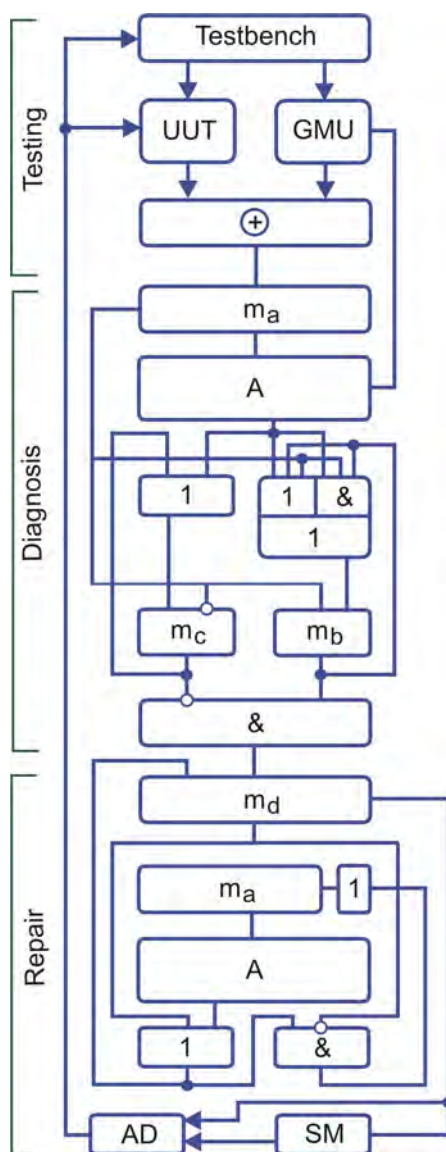 Testing
Testbench
UUT GMU
+
Diagnosis
ma
A
1 1 &
1
mc mb
&
Repair
md
ma 1
A
1 &
AD SM